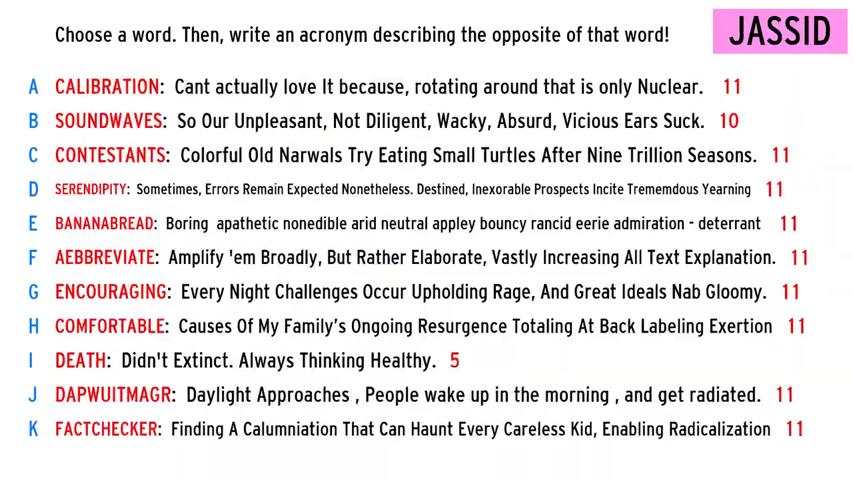 Choose a word. Then, write an acronym describing the opposite of that word!
JASSID
A CALIBRATION: Cant actually love It because, rotating around that is only Nuclear. 11
B SOUNDWAVES: So Our Unpleasant, Not Diligent, Wacky, Absurd, Vicious Ears Suck. 10
C CONTESTANTS: Colorful Old Narwals Try Eating Small Turtles After Nine Trillion Seasons. 11
D SERENDIPITY: Sometimes, Errors Remain Expected Nonetheless. Destined, Inexorable Prospects Incite Trememdous Yearning 11
E BANANABREAD: Boring apathetic nonedible arid neutral appley bouncy rancid eerie admiration - deterrant 11
F AEBBREVIATE: Amplify 'em Broadly, But Rather Elaborate, Vastly Increasing All Text Explanation. 11
G ENCOURAGING: Every Night Challenges Occur Upholding Rage, And Great Ideals Nab Gloomy. 11
H COMFORTABLE: Causes Of My Family's Ongoing Resurgence Totaling At Back Labeling Exertion 11
I DEATH: Didn't Extinct. Always Thinking Healthy. 5
J DAPWUITMAGR: Daylight Approaches , People wake up in the morning , and get radiated. 11
K FACTCHECKER: Finding A Calumniation That Can Haunt Every Careless Kid, Enabling Radicalization 11